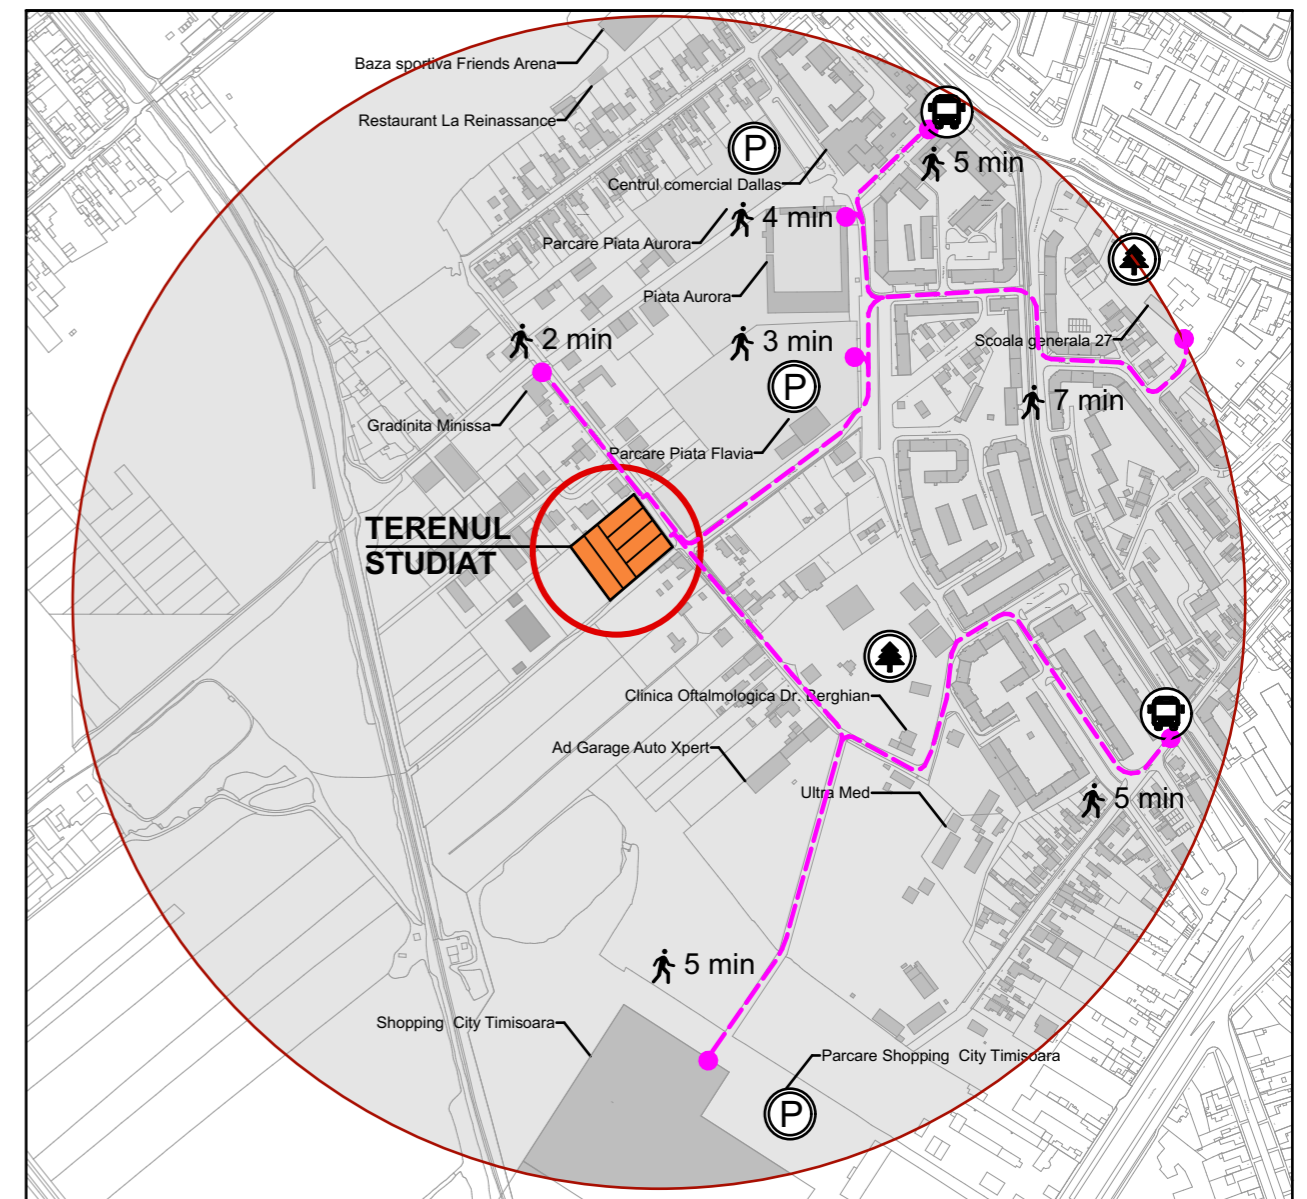 Baza sportiva Friends Arena
Restaurant La Reinassance
P
5 min
Centrul comercial Dallas
4 min
Parcare Piata Aurora
Piata Aurora
2 min
3 min
Scoala generala 27
P
7 min
Gradinita Minissa
Parcare Piata Flavia
TERENUL
STUDIAT
Clinica Oftalmologica Dr. Berghian
Ad Garage Auto Xpert
Ultra Med
5 min
5 min
Shopping City Timisoara
Parcare Shopping City Timisoara
P